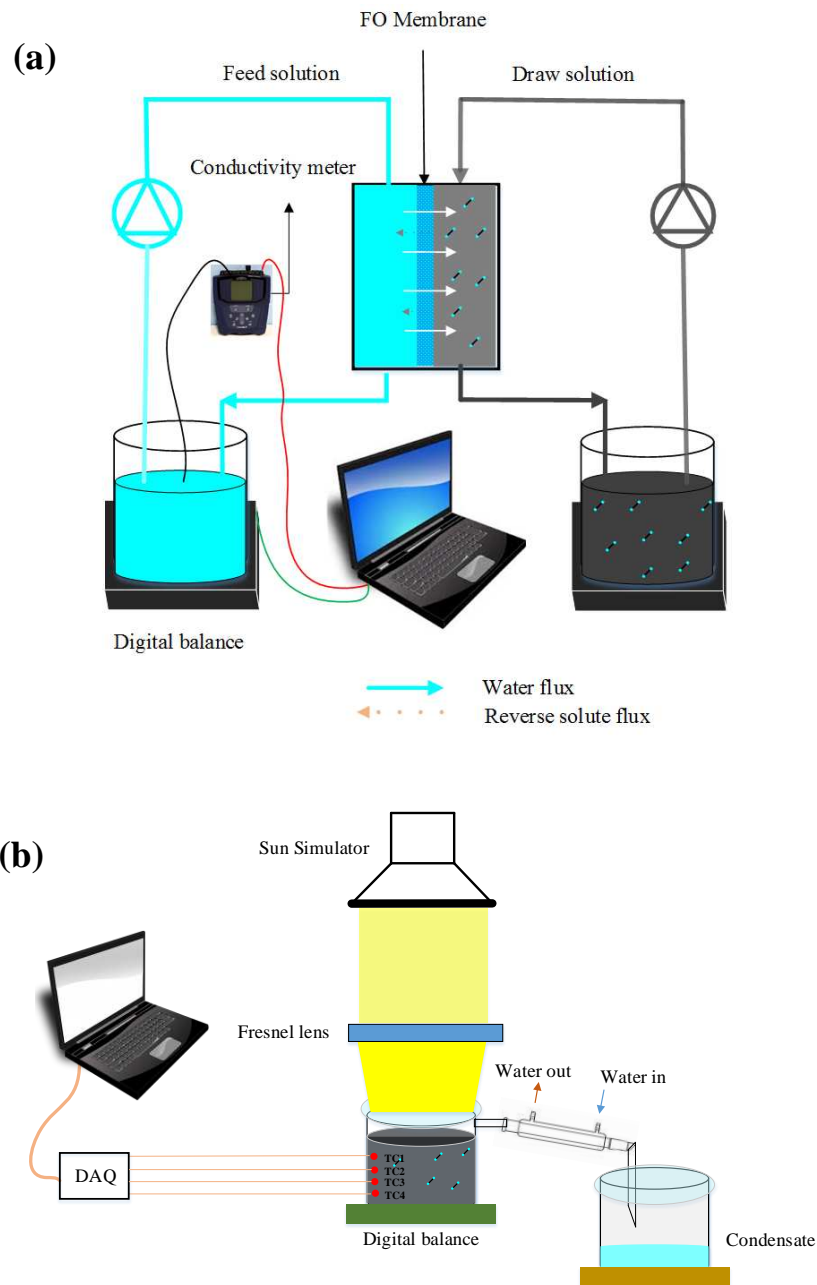 FO Membrane
(a)
Feed solution
Draw solution
Conductivity meter
Digital balance
Water flux
Reverse solute flux
(b)
Sun Simulator
Fresnel lens
Water out
Water in
DAQ
TC1
TC2
TC3
TC4
Digital balance
Condensate